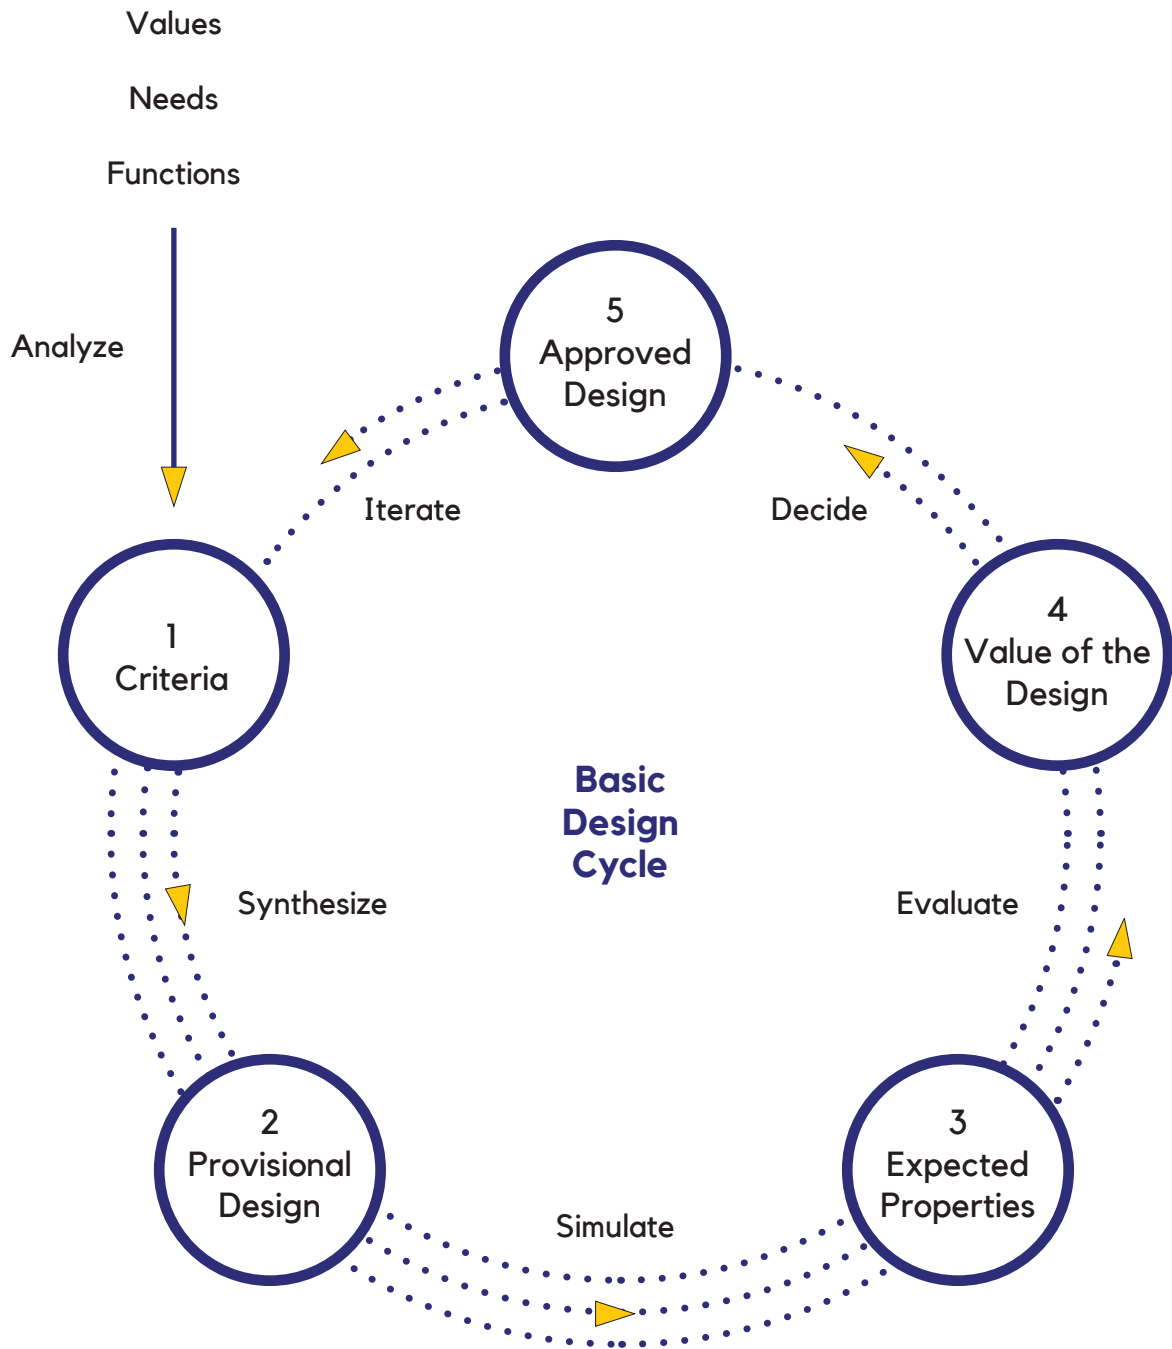 Values
Needs
Functions
Analyze
5
Approved
Design
Iterate
Decide
1
Criteria
4
Value of the
Design
Basic
Design
Cycle
Synthesize
Evaluate
2
Provisional
Design
3
Expected
Properties
Simulate